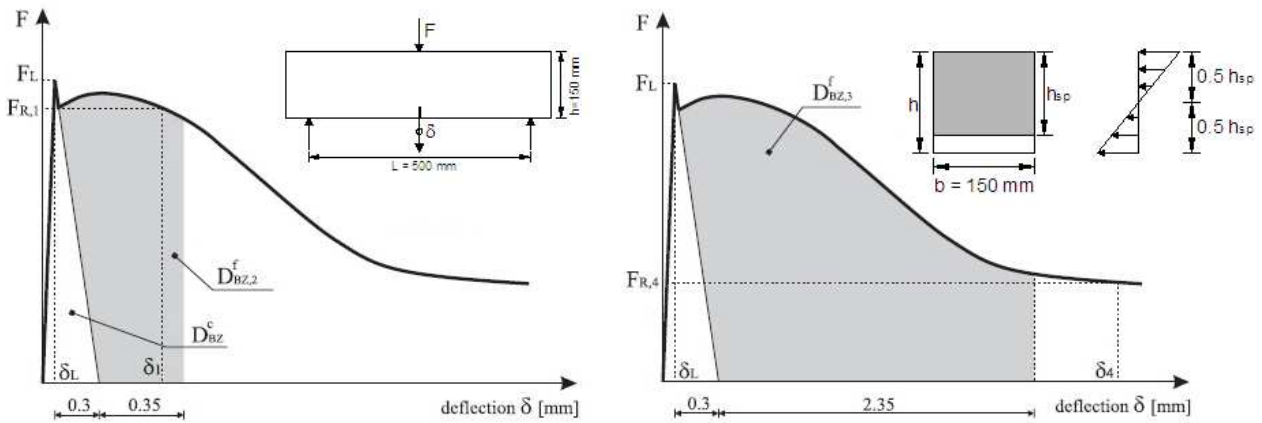 F
F_L
F_R,1
F
δ
L = 500 mm
h=150 mm
D^f_BZ,2
D^c_BZ
δ_L
δ_1
0.3
0.35
deflection δ [mm]
F
F_L
F_R,4
D^f_BZ,3
h
h_sp
b = 150 mm
0.5 h_sp
0.5 h_sp
δ_L
δ_4
0.3
2.35
deflection δ [mm]